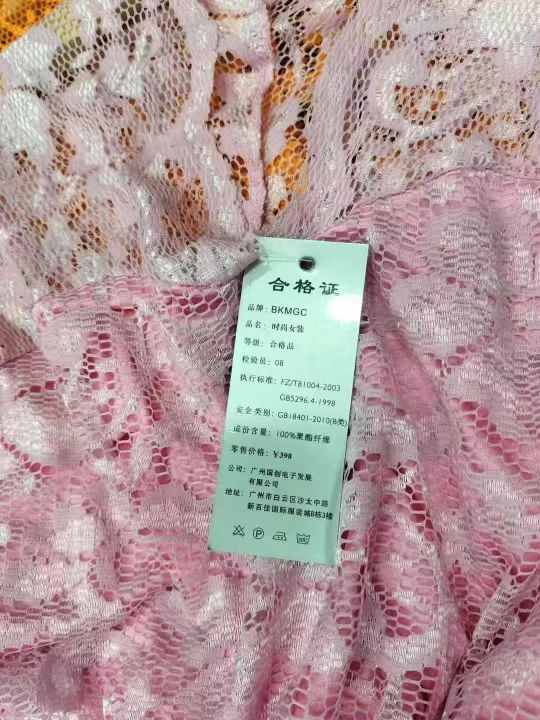 合格证
品牌：BKMGC
品名：时尚女装
等级：合格品
检验员：08
执行标准：FZ/T81004-2003
GB5296.4-1998
安全类别：GB18401-2010(B类)
成份含量：100%聚酯纤维
零售价格：¥398
公司：广州国创电子发展
有限公司
地址：广州市白云区沙太中路
新百佳国际服装城B栋3楼